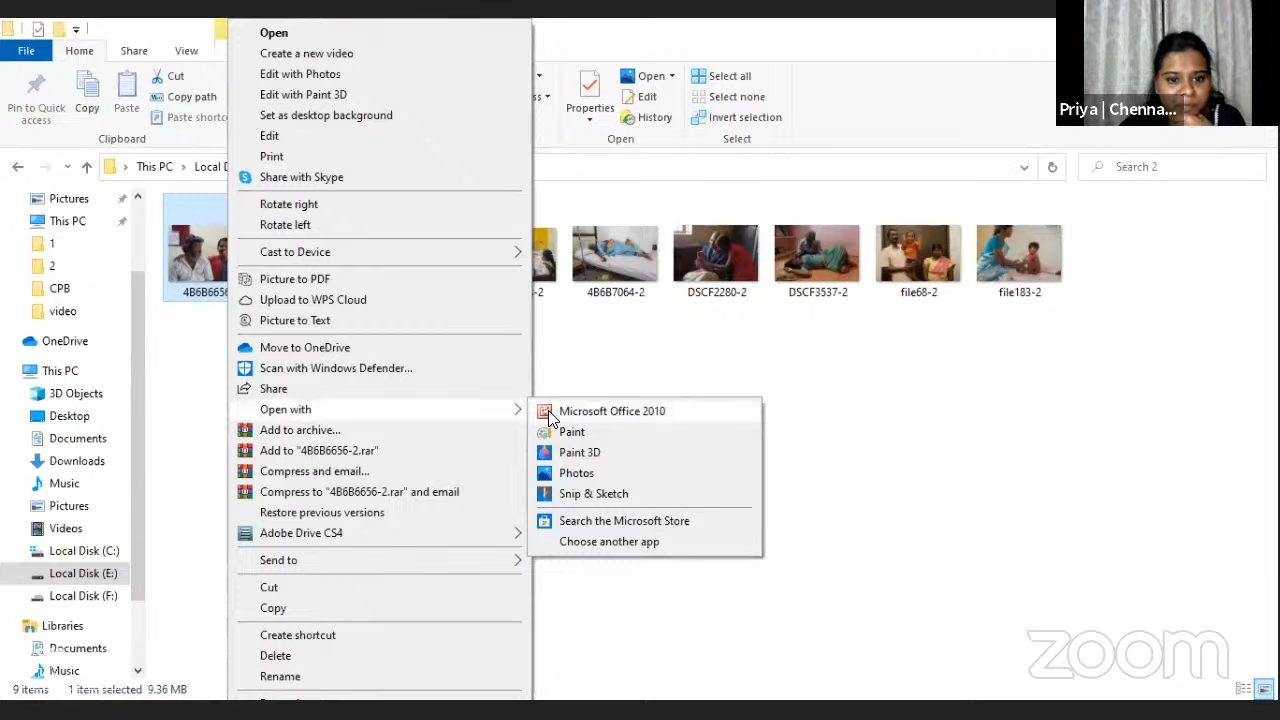 File
Home
Share
View
Pin to Quick access
Copy
Paste
Cut
Copy path
Paste shortc
Clipboard
Properties
Open
Edit
History
Open
Select all
Select none
Invert selection
Select
Priya | Chenna...
This PC
Local D
Search 2
Pictures
This PC
1
2
CPB
video
OneDrive
This PC
3D Objects
Desktop
Documents
Downloads
Music
Pictures
Videos
Local Disk (C:)
Local Disk (E:)
Local Disk (F:)
Libraries
Documents
Music
9 items
1 item selected 9.36 MB
Open
Create a new video
Edit with Photos
Edit with Paint 3D
Set as desktop background
Edit
Print
Share with Skype
Rotate right
Rotate left
Cast to Device
Picture to PDF
Upload to WPS Cloud
Picture to Text
Move to OneDrive
Scan with Windows Defender...
Share
Open with
Add to archive...
Add to "4B6B6656-2.rar"
Compress and email...
Compress to "4B6B6656-2.rar" and email
Restore previous versions
Adobe Drive CS4
Send to
Cut
Copy
Create shortcut
Delete
Rename
Microsoft Office 2010
Paint
Paint 3D
Photos
Snip & Sketch
Search the Microsoft Store
Choose another app
4B6B6656
-2
4B6B7064-2
DSCF2280-2
DSCF3537-2
file68-2
file183-2
zoom